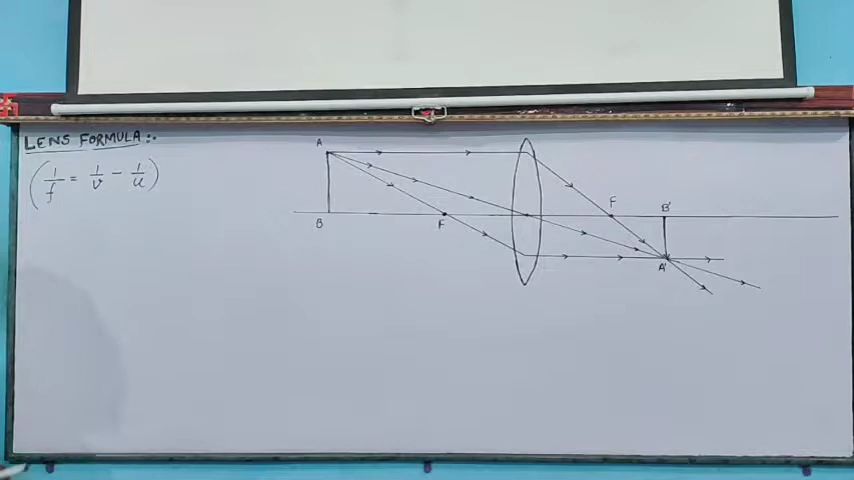 LENS FORMULA :.
(1/f = 1/v - 1/u)
A
B
F
F
B'
A'